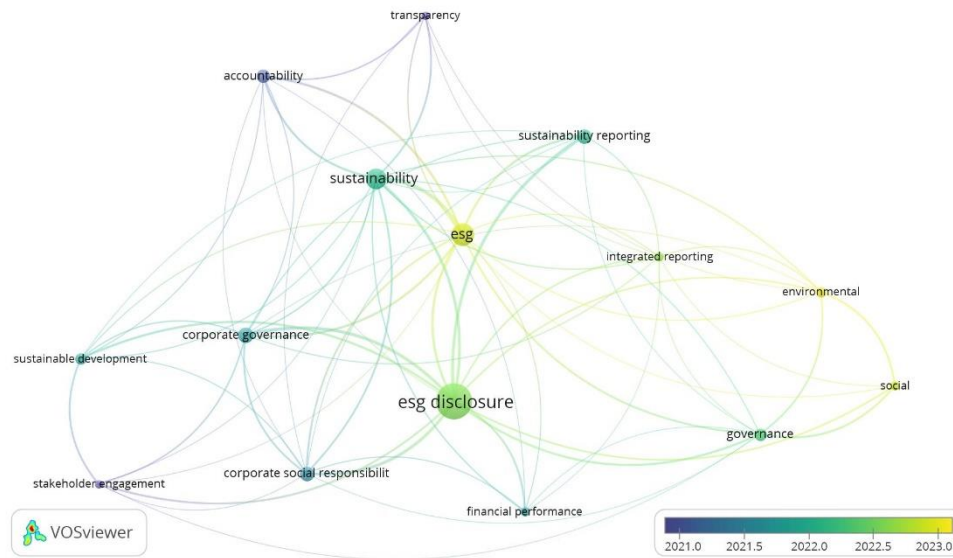 transparency
accountability
sustainability reporting
sustainability
esg
integrated reporting
environmental
corporate governance
sustainable development
social
esg disclosure
governance
corporate social responsibilit
stakeholder engagement
financial performance
VOSviewer
2021.0 2021.5 2022.0 2022.5 2023.0